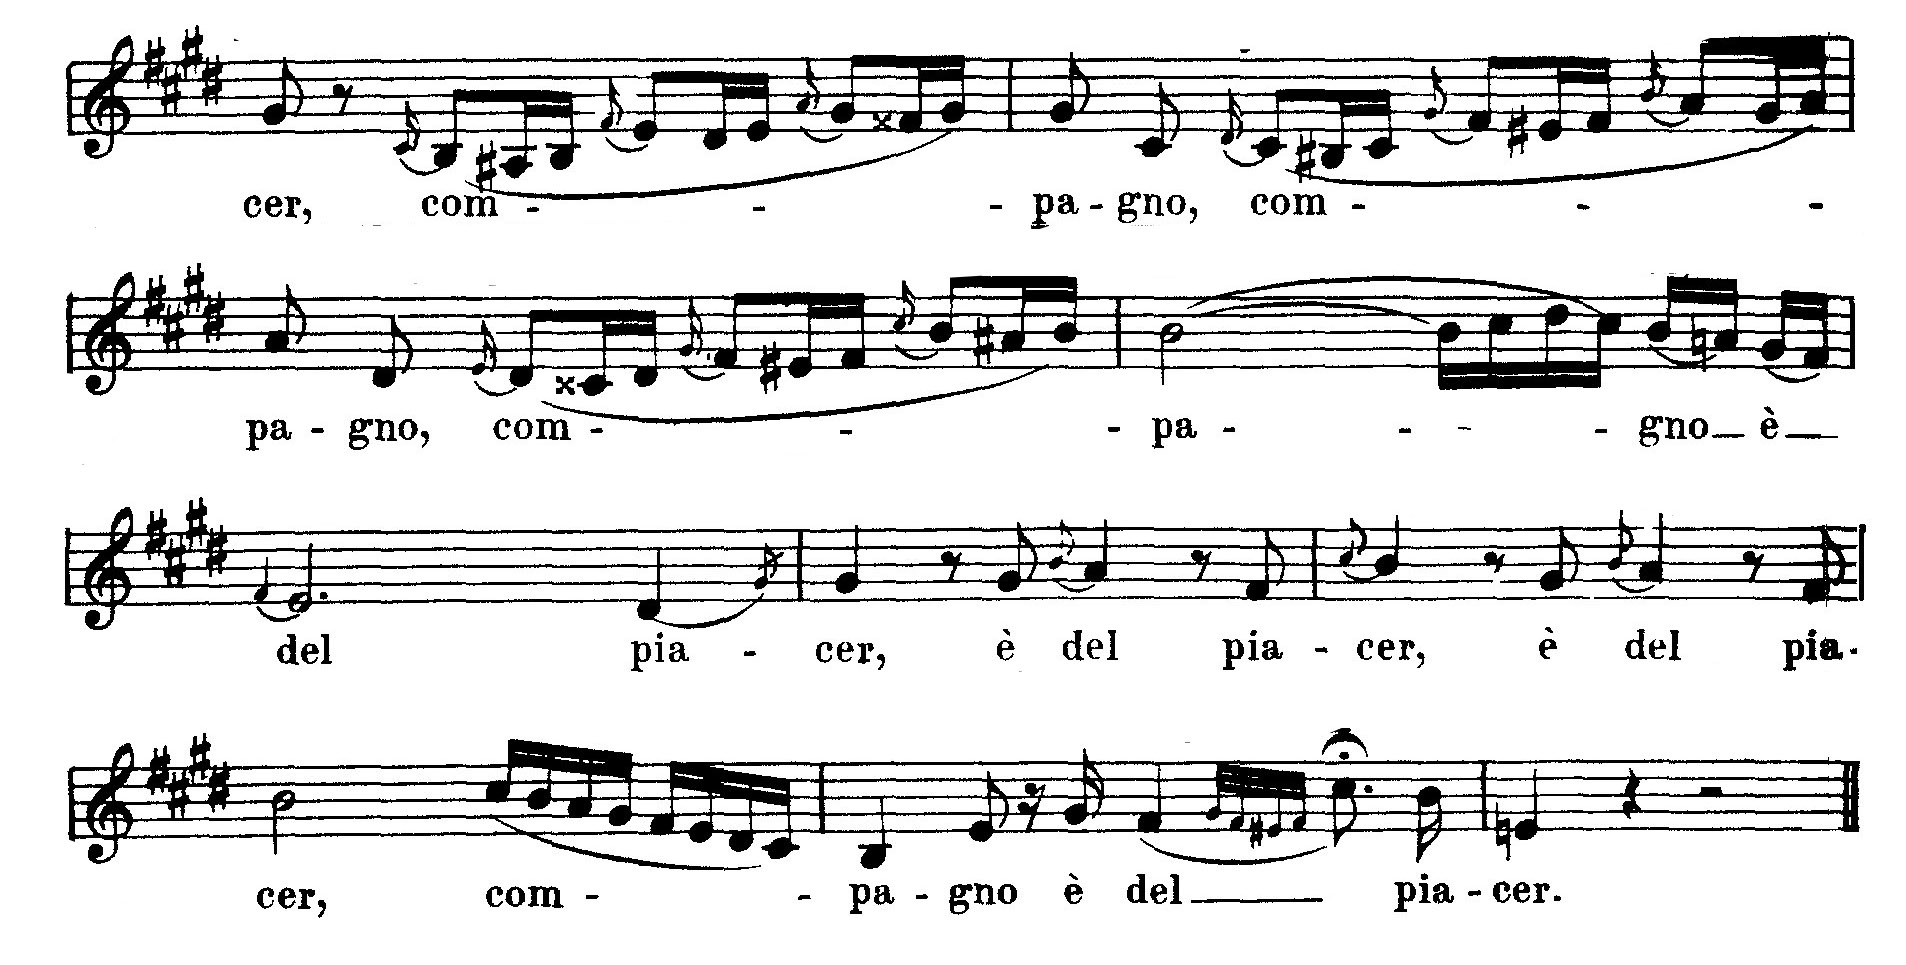 cer, com - - - pa - gno, com - - -
pa - gno, com - - - pa - - - - gno è
del pia - cer, è del pia - cer, è del pia-
cer, com - - pa - gno è del pia - cer.